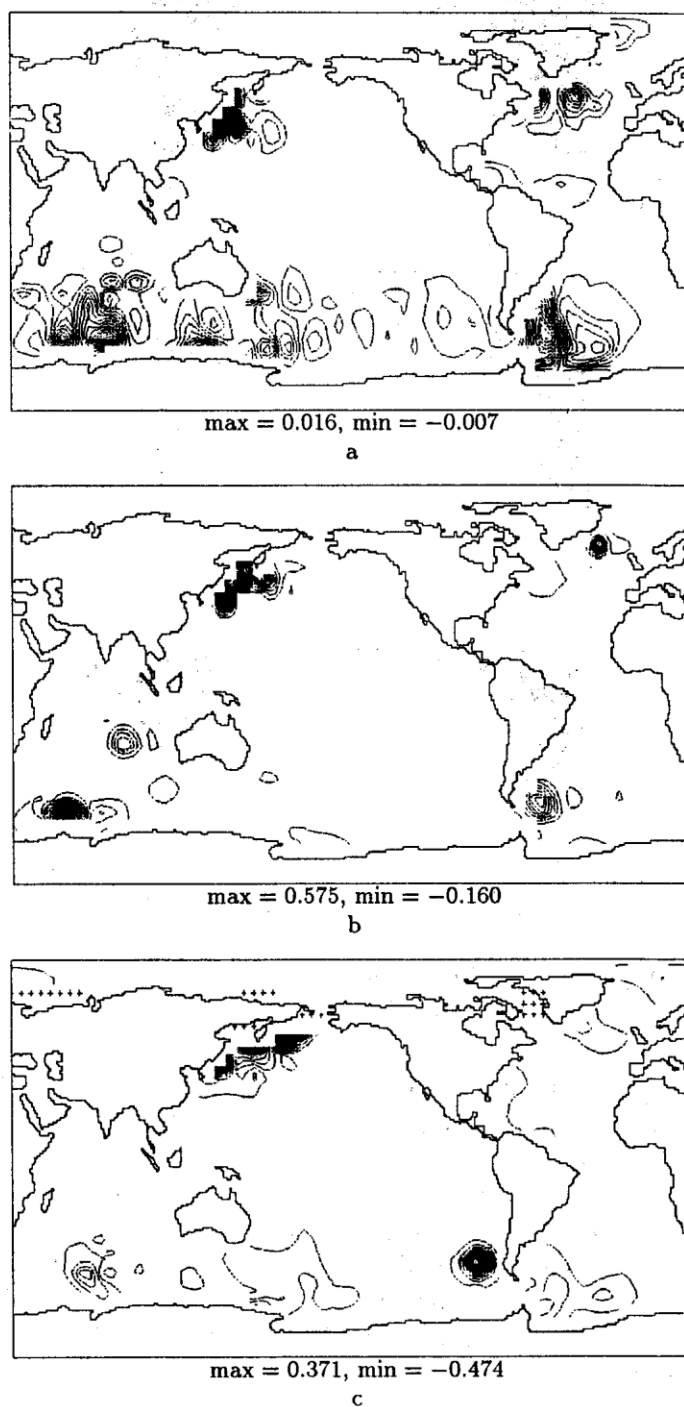 max = 0.016, min = −0.007
a
max = 0.575, min = −0.160
b
max = 0.371, min = −0.474
c